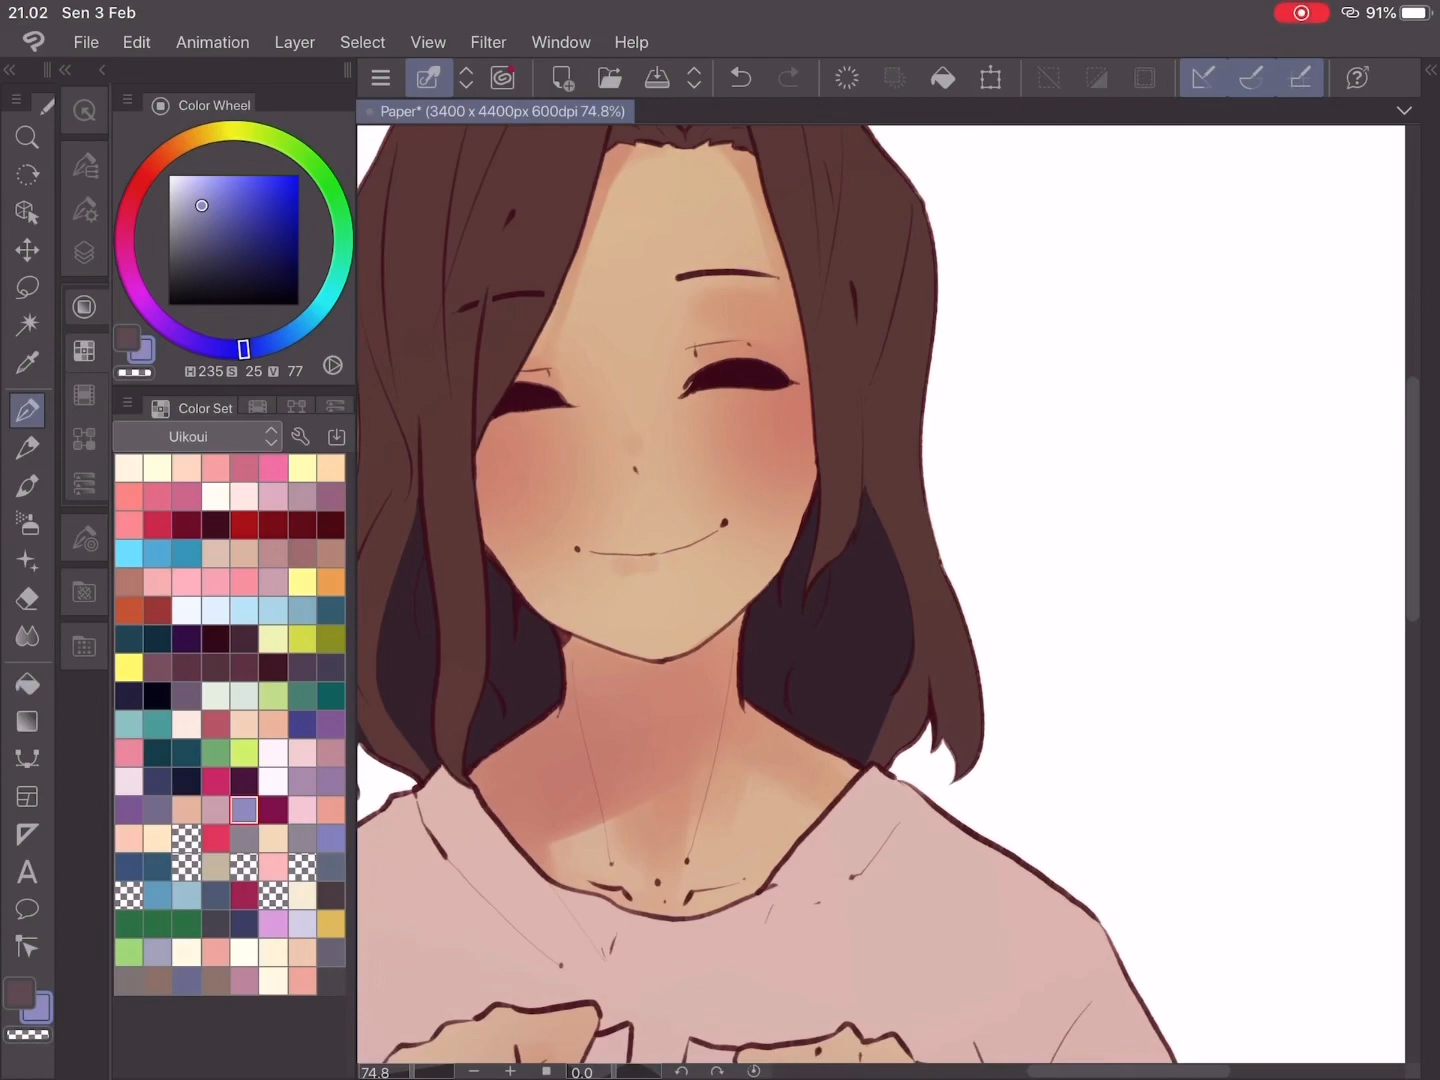 21.02 Sen 3 Feb
91%
File Edit Animation Layer Select View Filter Window Help
Color Wheel
Paper* (3400 x 4400px 600dpi 74.8%)
H 235 S 25 V 77
Color Set
Uikoui
A
74.8
0.0